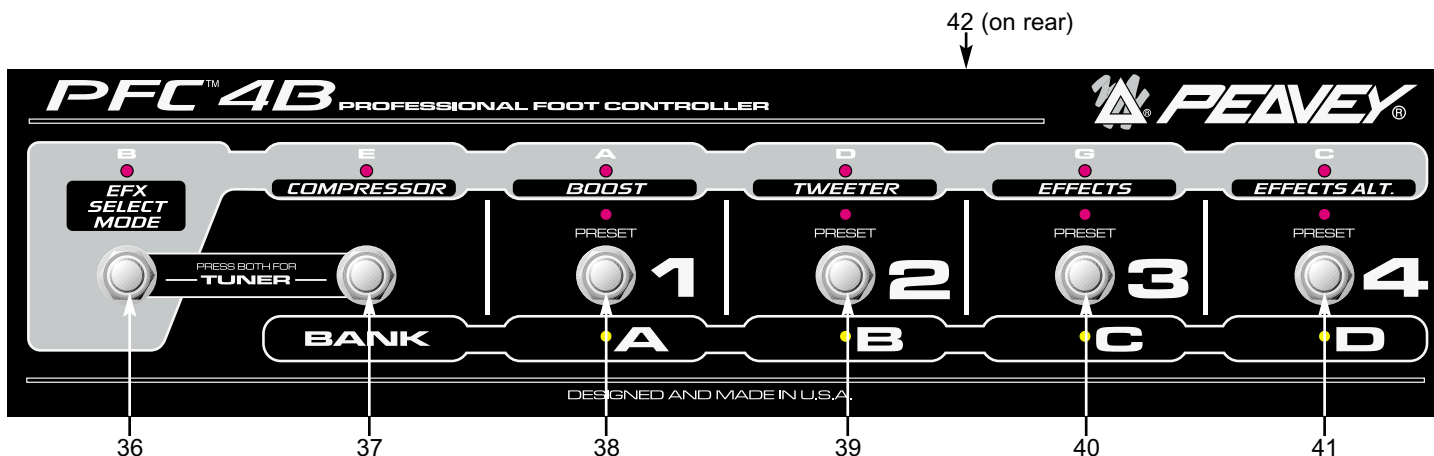 42 (on rear)
PFC™ 4B PROFESSIONAL FOOT CONTROLLER
PEAVEY®
B E A D G C
EFX SELECT MODE
COMPRESSOR BOOST TWEETER EFFECTS EFFECTS ALT.
PRESET PRESET PRESET PRESET
PRESS BOTH FOR
TUNER
1 2 3 4
BANK A B C D
DESIGNED AND MADE IN U.S.A.
36 37 38 39 40 41